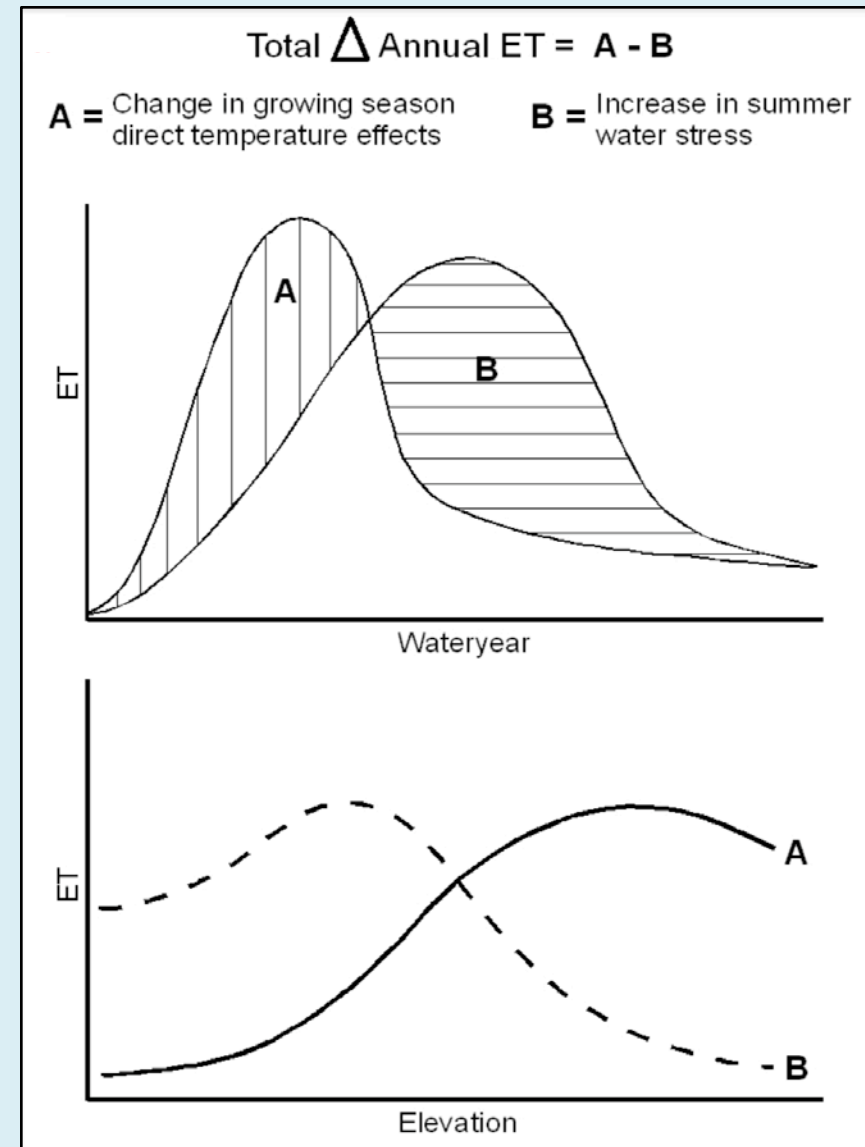 Total Δ Annual ET = A - B
A = Change in growing season
direct temperature effects
B = Increase in summer
water stress
A
B
ET
Wateryear
ET
A
B
Elevation